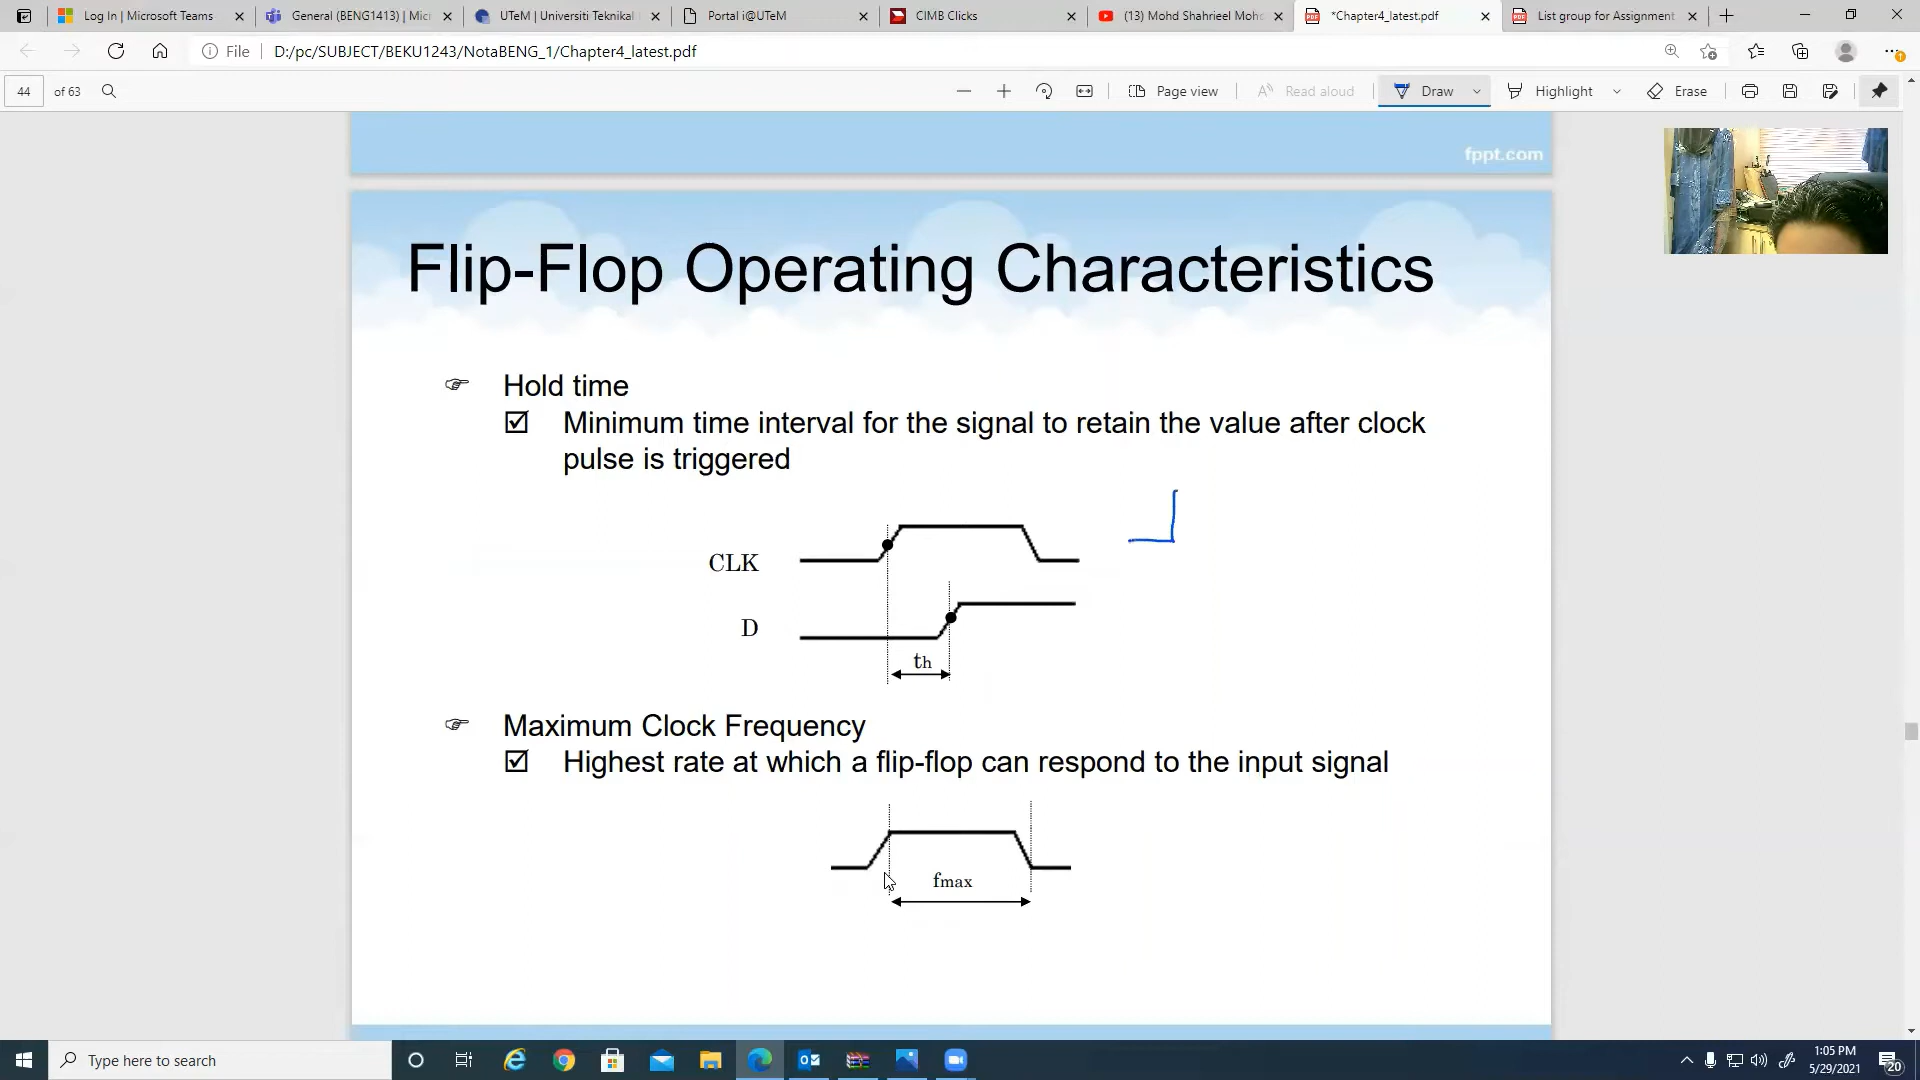 Log In | Microsoft Teams
General (BENG1413) | Mic
UTeM | Universiti Teknikal
Portal i@UTeM
CIMB Clicks
(13) Mohd Shahrieel Moh
*Chapter4_latest.pdf
List group for Assignment
File
D:/pc/SUBJECT/BEKU1243/NotaBENG_1/Chapter4_latest.pdf
44 of 63
Page view
Read aloud
Draw
Highlight
Erase
fppt.com
Flip-Flop Operating Characteristics
Hold time
Minimum time interval for the signal to retain the value after clock
pulse is triggered
CLK
D
th
Maximum Clock Frequency
Highest rate at which a flip-flop can respond to the input signal
fmax
Type here to search
1:05 PM
5/29/2021
20